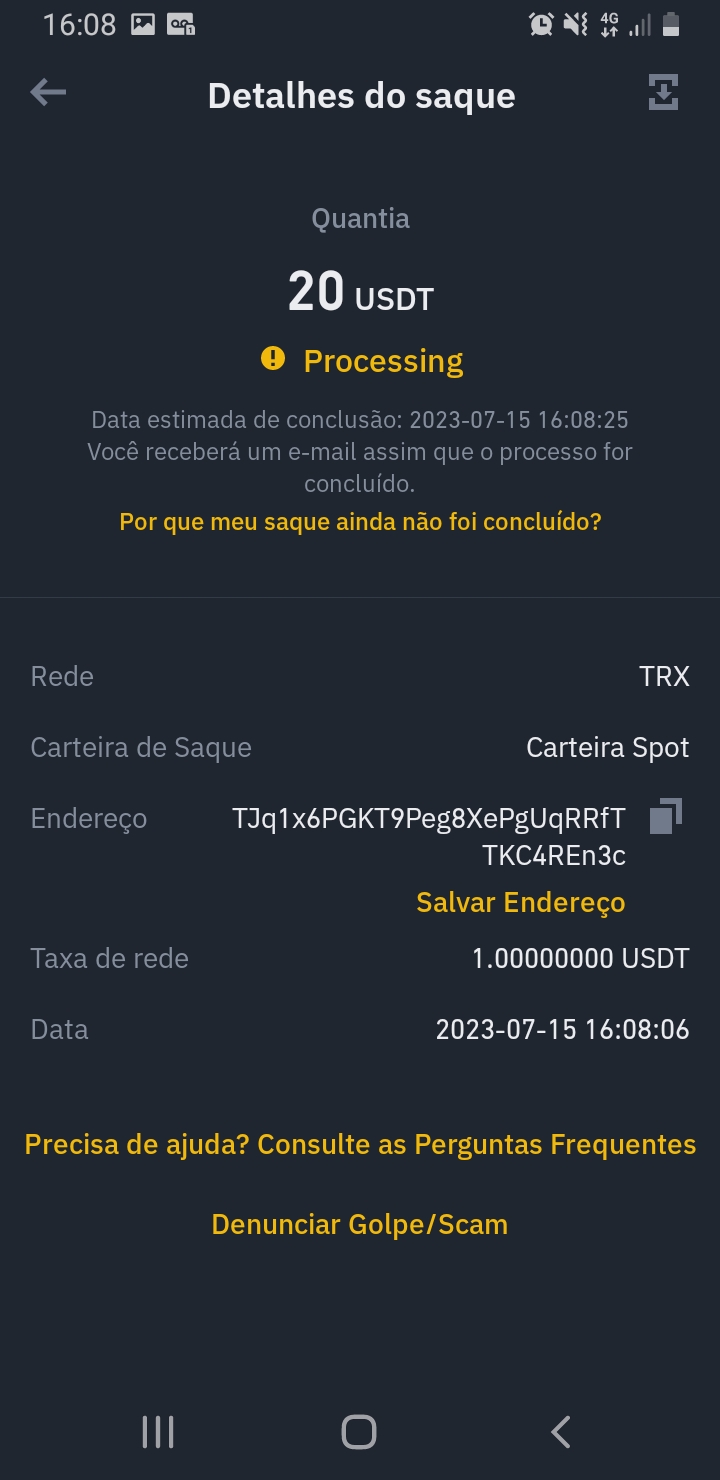 16:08
4G
Detalhes do saque
Quantia
20 USDT
Processing
Data estimada de conclusão: 2023-07-15 16:08:25
Você receberá um e-mail assim que o processo for
concluído.
Por que meu saque ainda não foi concluído?
Rede TRX
Carteira de Saque Carteira Spot
Endereço TJq1x6PGKT9Peg8XePgUqRRfT
TKC4REn3c
Salvar Endereço
Taxa de rede 1.00000000 USDT
Data 2023-07-15 16:08:06
Precisa de ajuda? Consulte as Perguntas Frequentes
Denunciar Golpe/Scam